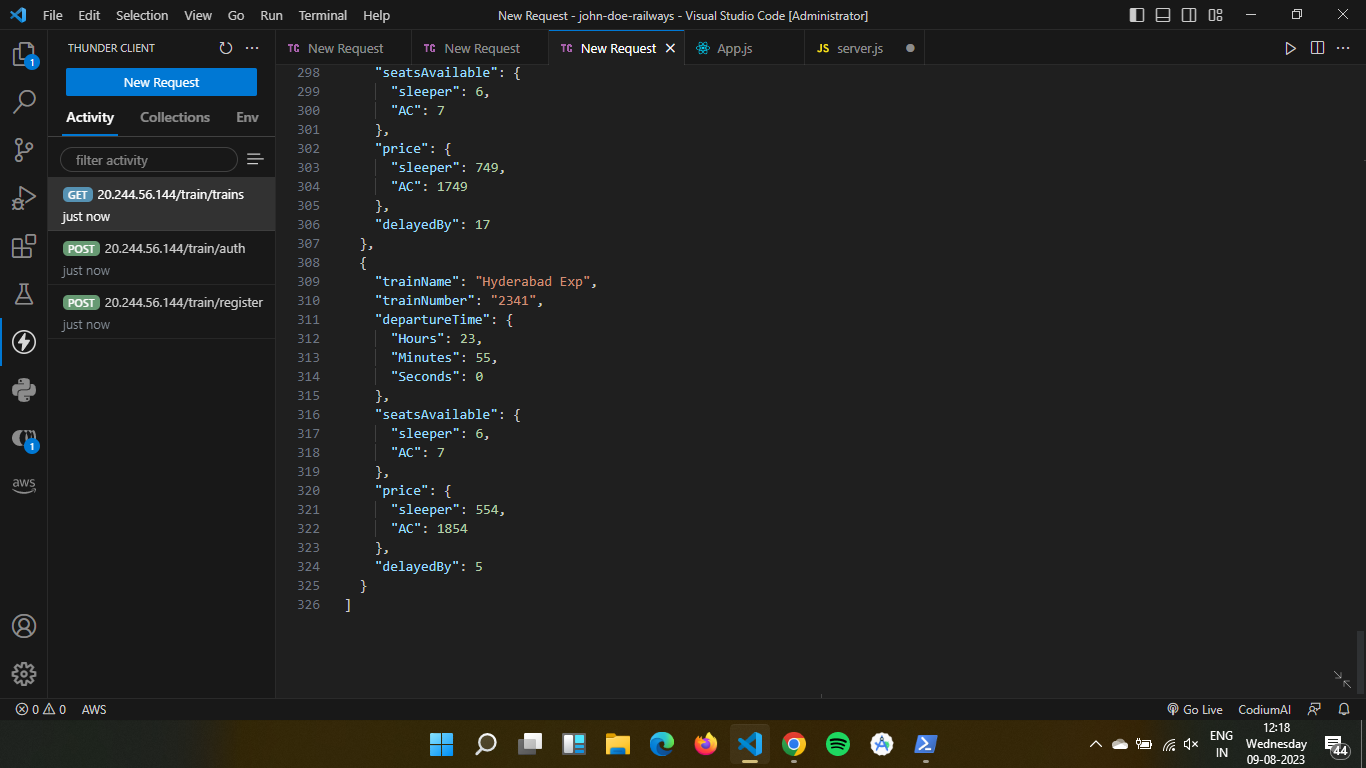 File Edit Selection View Go Run Terminal Help
New Request - john-doe-railways - Visual Studio Code [Administrator]
1
1
aws
THUNDER CLIENT
New Request
Activity Collections Env
filter activity
GET 20.244.56.144/train/trains
just now
POST 20.244.56.144/train/auth
just now
POST 20.244.56.144/train/register
just now
TC New Request TC New Request TC New Request App.js JS server.js
298 "seatsAvailable": {
299 "sleeper": 6,
300 "AC": 7
301 },
302 "price": {
303 "sleeper": 749,
304 "AC": 1749
305 },
306 "delayedBy": 17
307 },
308 {
309 "trainName": "Hyderabad Exp",
310 "trainNumber": "2341",
311 "departureTime": {
312 "Hours": 23,
313 "Minutes": 55,
314 "Seconds": 0
315 },
316 "seatsAvailable": {
317 "sleeper": 6,
318 "AC": 7
319 },
320 "price": {
321 "sleeper": 554,
322 "AC": 1854
323 },
324 "delayedBy": 5
325 }
326 ]
0 0 AWS
Go Live CodiumAI
ENG
IN
12:18
Wednesday
09-08-2023
44